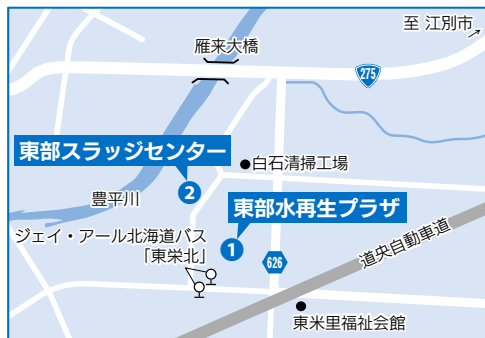 至 江別市
雁来大橋
275
東部スラッジセンター
白石清掃工場
2
豊平川
東部水再生プラザ
ジェイ・アール北海道バス
「東栄北」
1
626
道央自動車道
東米里福祉会館